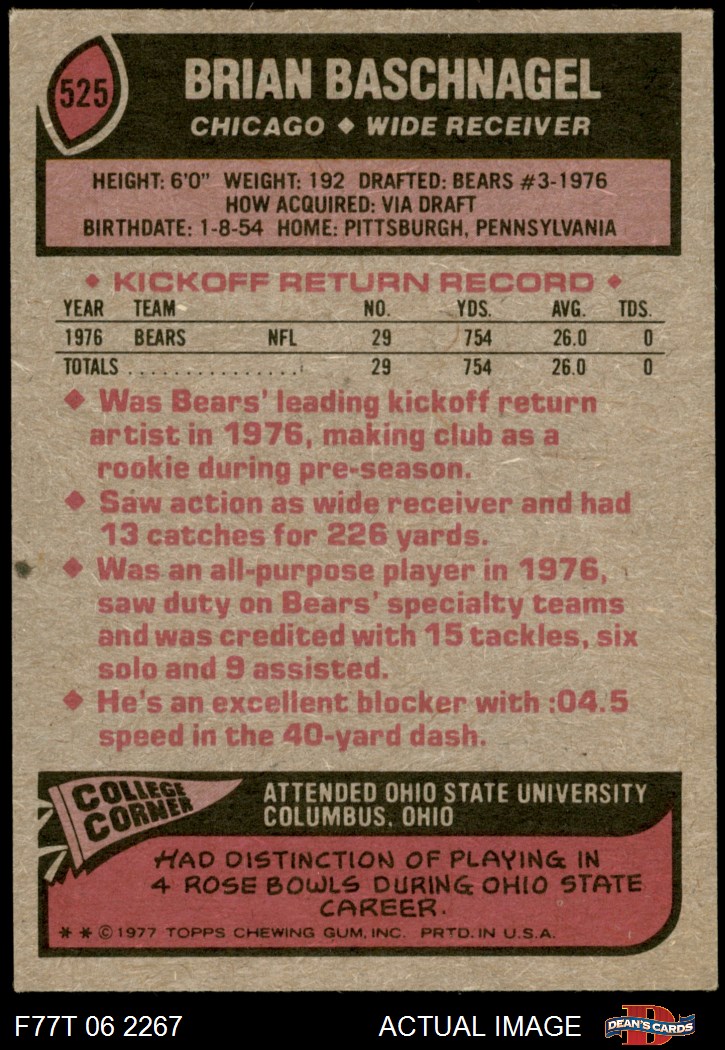 525
BRIAN BASCHNAGEL
CHICAGO ♦ WIDE RECEIVER
HEIGHT: 6'0" WEIGHT: 192 DRAFTED: BEARS #3-1976
HOW ACQUIRED: VIA DRAFT
BIRTHDATE: 1-8-54 HOME: PITTSBURGH, PENNSYLVANIA
♦ KICKOFF RETURN RECORD ♦
YEAR TEAM NO. YDS. AVG. TDS.
1976 BEARS NFL 29 754 26.0 0
TOTALS ................ 29 754 26.0 0
♦ Was Bears' leading kickoff return
artist in 1976, making club as a
rookie during pre-season.
♦ Saw action as wide receiver and had
13 catches for 226 yards.
♦ Was an all-purpose player in 1976,
saw duty on Bears' specialty teams
and was credited with 15 tackles, six
solo and 9 assisted.
♦ He's an excellent blocker with :04.5
speed in the 40-yard dash.
COLLEGE
CORNER
ATTENDED OHIO STATE UNIVERSITY
COLUMBUS, OHIO
HAD DISTINCTION OF PLAYING IN
4 ROSE BOWLS DURING OHIO STATE
CAREER.
* * ©1977 TOPPS CHEWING GUM, INC. PRTD. IN U.S.A.
F77T 06 2267 ACTUAL IMAGE
D
DEAN'S CARDS